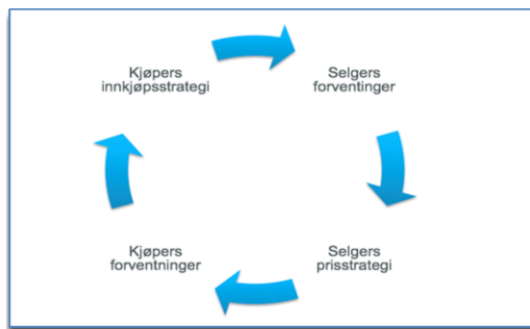 Kjøpers
innkjøpsstrategi
Selgers
forventinger
Kjøpers
forventninger
Selgers
prisstrategi